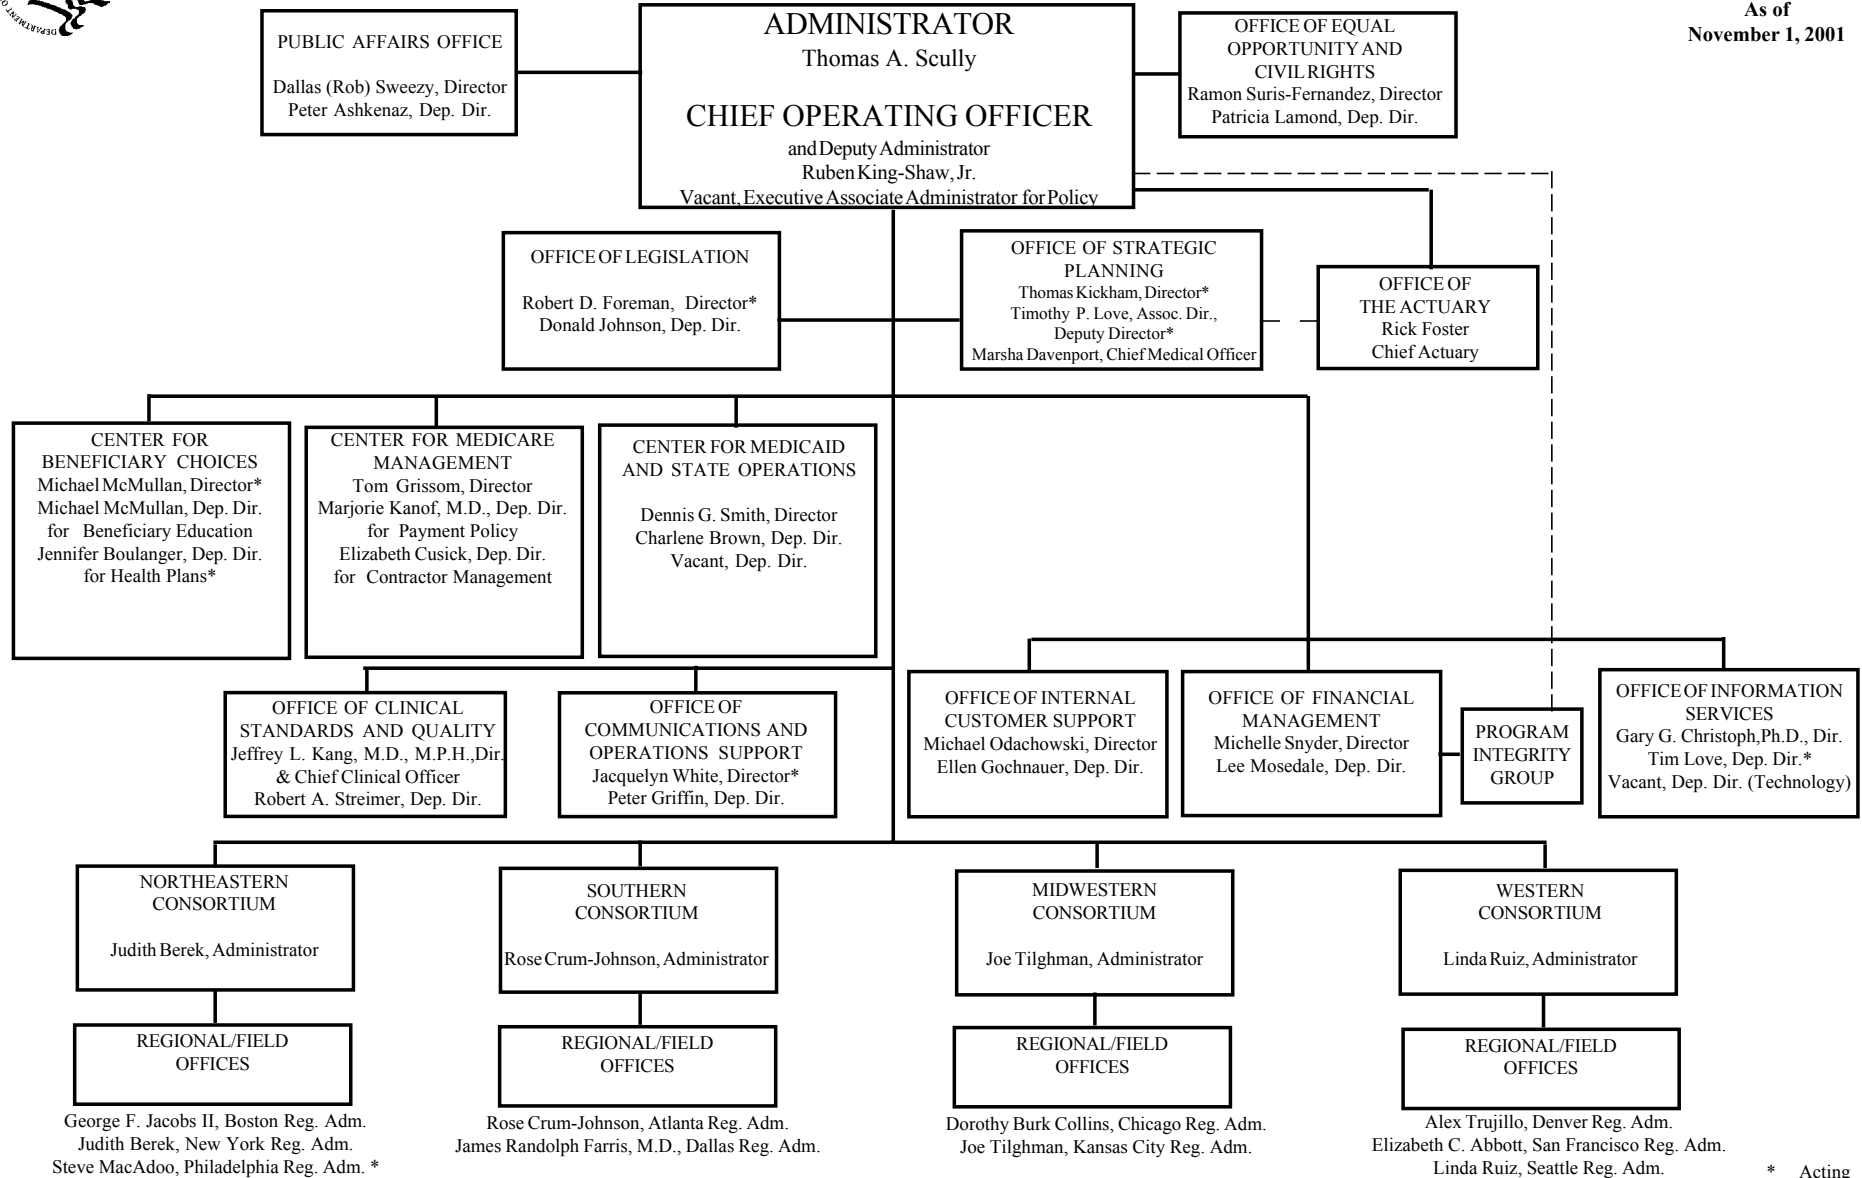 DEPARTMENT O
As of
November 1, 2001
PUBLIC AFFAIRS OFFICE
Dallas (Rob) Sweezy, Director
Peter Ashkenaz, Dep. Dir.
ADMINISTRATOR
Thomas A. Scully
CHIEF OPERATING OFFICER
and Deputy Administrator
Ruben King-Shaw, Jr.
Vacant, Executive Associate Administrator for Policy
OFFICE OF EQUAL
OPPORTUNITY AND
CIVIL RIGHTS
Ramon Suris-Fernandez, Director
Patricia Lamond, Dep. Dir.
OFFICE OF LEGISLATION
Robert D. Foreman, Director*
Donald Johnson, Dep. Dir.
OFFICE OF STRATEGIC
PLANNING
Thomas Kickham, Director*
Timothy P. Love, Assoc. Dir.,
Deputy Director*
Marsha Davenport, Chief Medical Officer
OFFICE OF
THE ACTUARY
Rick Foster
Chief Actuary
CENTER FOR
BENEFICIARY CHOICES
Michael McMullan, Director*
Michael McMullan, Dep. Dir.
for Beneficiary Education
Jennifer Boulanger, Dep. Dir.
for Health Plans*
CENTER FOR MEDICARE
MANAGEMENT
Tom Grissom, Director
Marjorie Kanof, M.D., Dep. Dir.
for Payment Policy
Elizabeth Cusick, Dep. Dir.
for Contractor Management
CENTER FOR MEDICAID
AND STATE OPERATIONS
Dennis G. Smith, Director
Charlene Brown, Dep. Dir.
Vacant, Dep. Dir.
OFFICE OF CLINICAL
STANDARDS AND QUALITY
Jeffrey L. Kang, M.D., M.P.H.,Dir.
& Chief Clinical Officer
Robert A. Streimer, Dep. Dir.
OFFICE OF
COMMUNICATIONS AND
OPERATIONS SUPPORT
Jacquelyn White, Director*
Peter Griffin, Dep. Dir.
OFFICE OF INTERNAL
CUSTOMER SUPPORT
Michael Odachowski, Director
Ellen Gochnauer, Dep. Dir.
OFFICE OF FINANCIAL
MANAGEMENT
Michelle Snyder, Director
Lee Mosedale, Dep. Dir.
PROGRAM
INTEGRITY
GROUP
OFFICE OF INFORMATION
SERVICES
Gary G. Christoph,Ph.D., Dir.
Tim Love, Dep. Dir.*
Vacant, Dep. Dir. (Technology)
NORTHEASTERN
CONSORTIUM
Judith Berek, Administrator
SOUTHERN
CONSORTIUM
Rose Crum-Johnson, Administrator
MIDWESTERN
CONSORTIUM
Joe Tilghman, Administrator
WESTERN
CONSORTIUM
Linda Ruiz, Administrator
REGIONAL/FIELD
OFFICES
George F. Jacobs II, Boston Reg. Adm.
Judith Berek, New York Reg. Adm.
Steve MacAdoo, Philadelphia Reg. Adm. *
REGIONAL/FIELD
OFFICES
Rose Crum-Johnson, Atlanta Reg. Adm.
James Randolph Farris, M.D., Dallas Reg. Adm.
REGIONAL/FIELD
OFFICES
Dorothy Burk Collins, Chicago Reg. Adm.
Joe Tilghman, Kansas City Reg. Adm.
REGIONAL/FIELD
OFFICES
Alex Trujillo, Denver Reg. Adm.
Elizabeth C. Abbott, San Francisco Reg. Adm.
Linda Ruiz, Seattle Reg. Adm.
* Acting